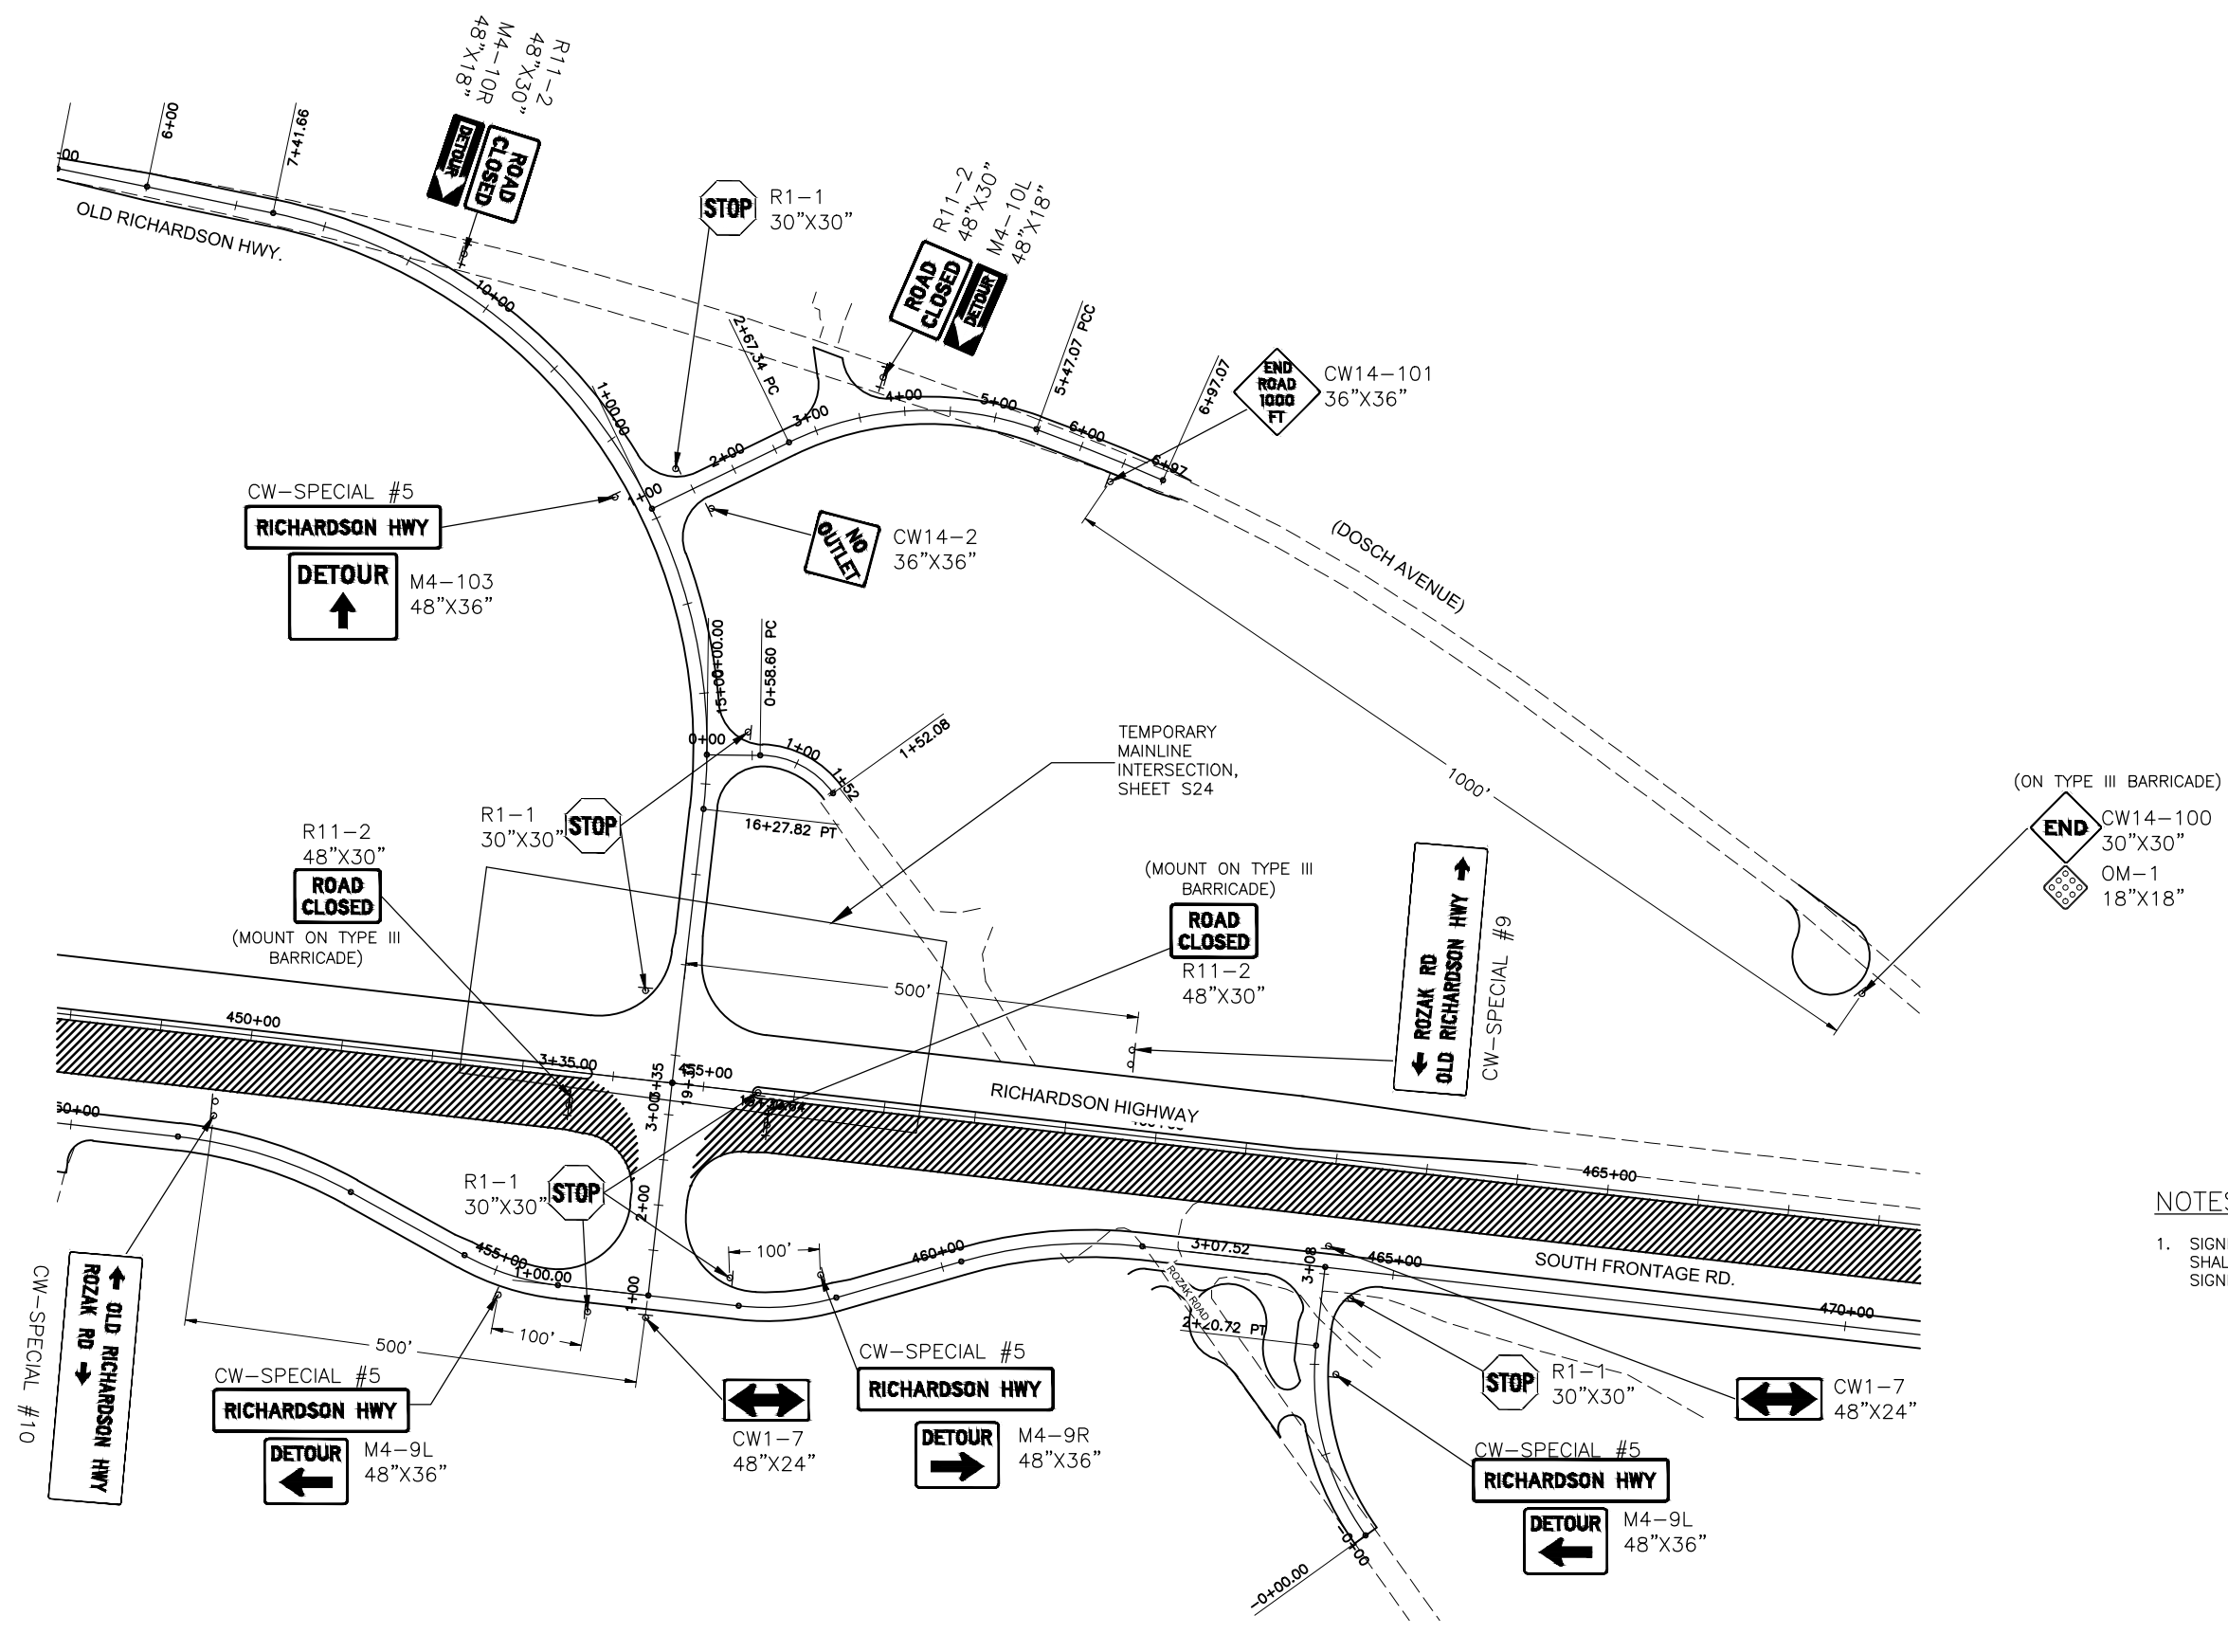 R11-2
48"X30"
M4-10R
48"X18"
ROAD
CLOSED
DETOUR
6+00
7+41.66
OLD RICHARDSON HWY.
10+00
R1-1
30"X30"
STOP
R11-2
48"X30"
M4-10L
48"X18"
ROAD
CLOSED
DETOUR
2+67.34 PC
5+47.07 PCC
6+97.07
END
ROAD
1000
FT
CW14-101
36"X36"
1+00.00
1+00
2+00
3+00
4+00
5+00
6+00
6+97
CW-SPECIAL #5
RICHARDSON HWY
DETOUR
M4-103
48"X36"
NO
OUTLET
CW14-2
36"X36"
(DOSCH AVENUE)
1000'
0+58.60 PC
0+00
1+00
1+52
1+52.08
16+27.82 PT
TEMPORARY
MAINLINE
INTERSECTION,
SHEET S24
(ON TYPE III BARRICADE)
END
CW14-100
30"X30"
OM-1
18"X18"
R1-1
30"X30"
STOP
R11-2
48"X30"
ROAD
CLOSED
(MOUNT ON TYPE III
BARRICADE)
(MOUNT ON TYPE III
BARRICADE)
ROAD
CLOSED
R11-2
48"X30"
ROZAK RD
OLD RICHARDSON HWY
CW-SPECIAL #9
500'
450+00
3+35.00
455+00
19+35
3+00
RICHARDSON HIGHWAY
465+00
NOTES
1. SIGN
SHAL
SIGN
R1-1
30"X30"
STOP
2+00
1+00
455+00
1+00.00
100'
460+00
3+07.52
3+08
465+00
SOUTH FRONTAGE RD.
470+00
ROZAK ROAD
2+20.72 PT
100'
500'
OLD RICHARDSON HWY
ROZAK RD
CW-SPECIAL #10
CW-SPECIAL #5
RICHARDSON HWY
DETOUR
M4-9L
48"X36"
CW1-7
48"X24"
CW-SPECIAL #5
RICHARDSON HWY
DETOUR
M4-9R
48"X36"
STOP
R1-1
30"X30"
CW1-7
48"X24"
CW-SPECIAL #5
RICHARDSON HWY
DETOUR
M4-9L
48"X36"
0+00
-0+00.00